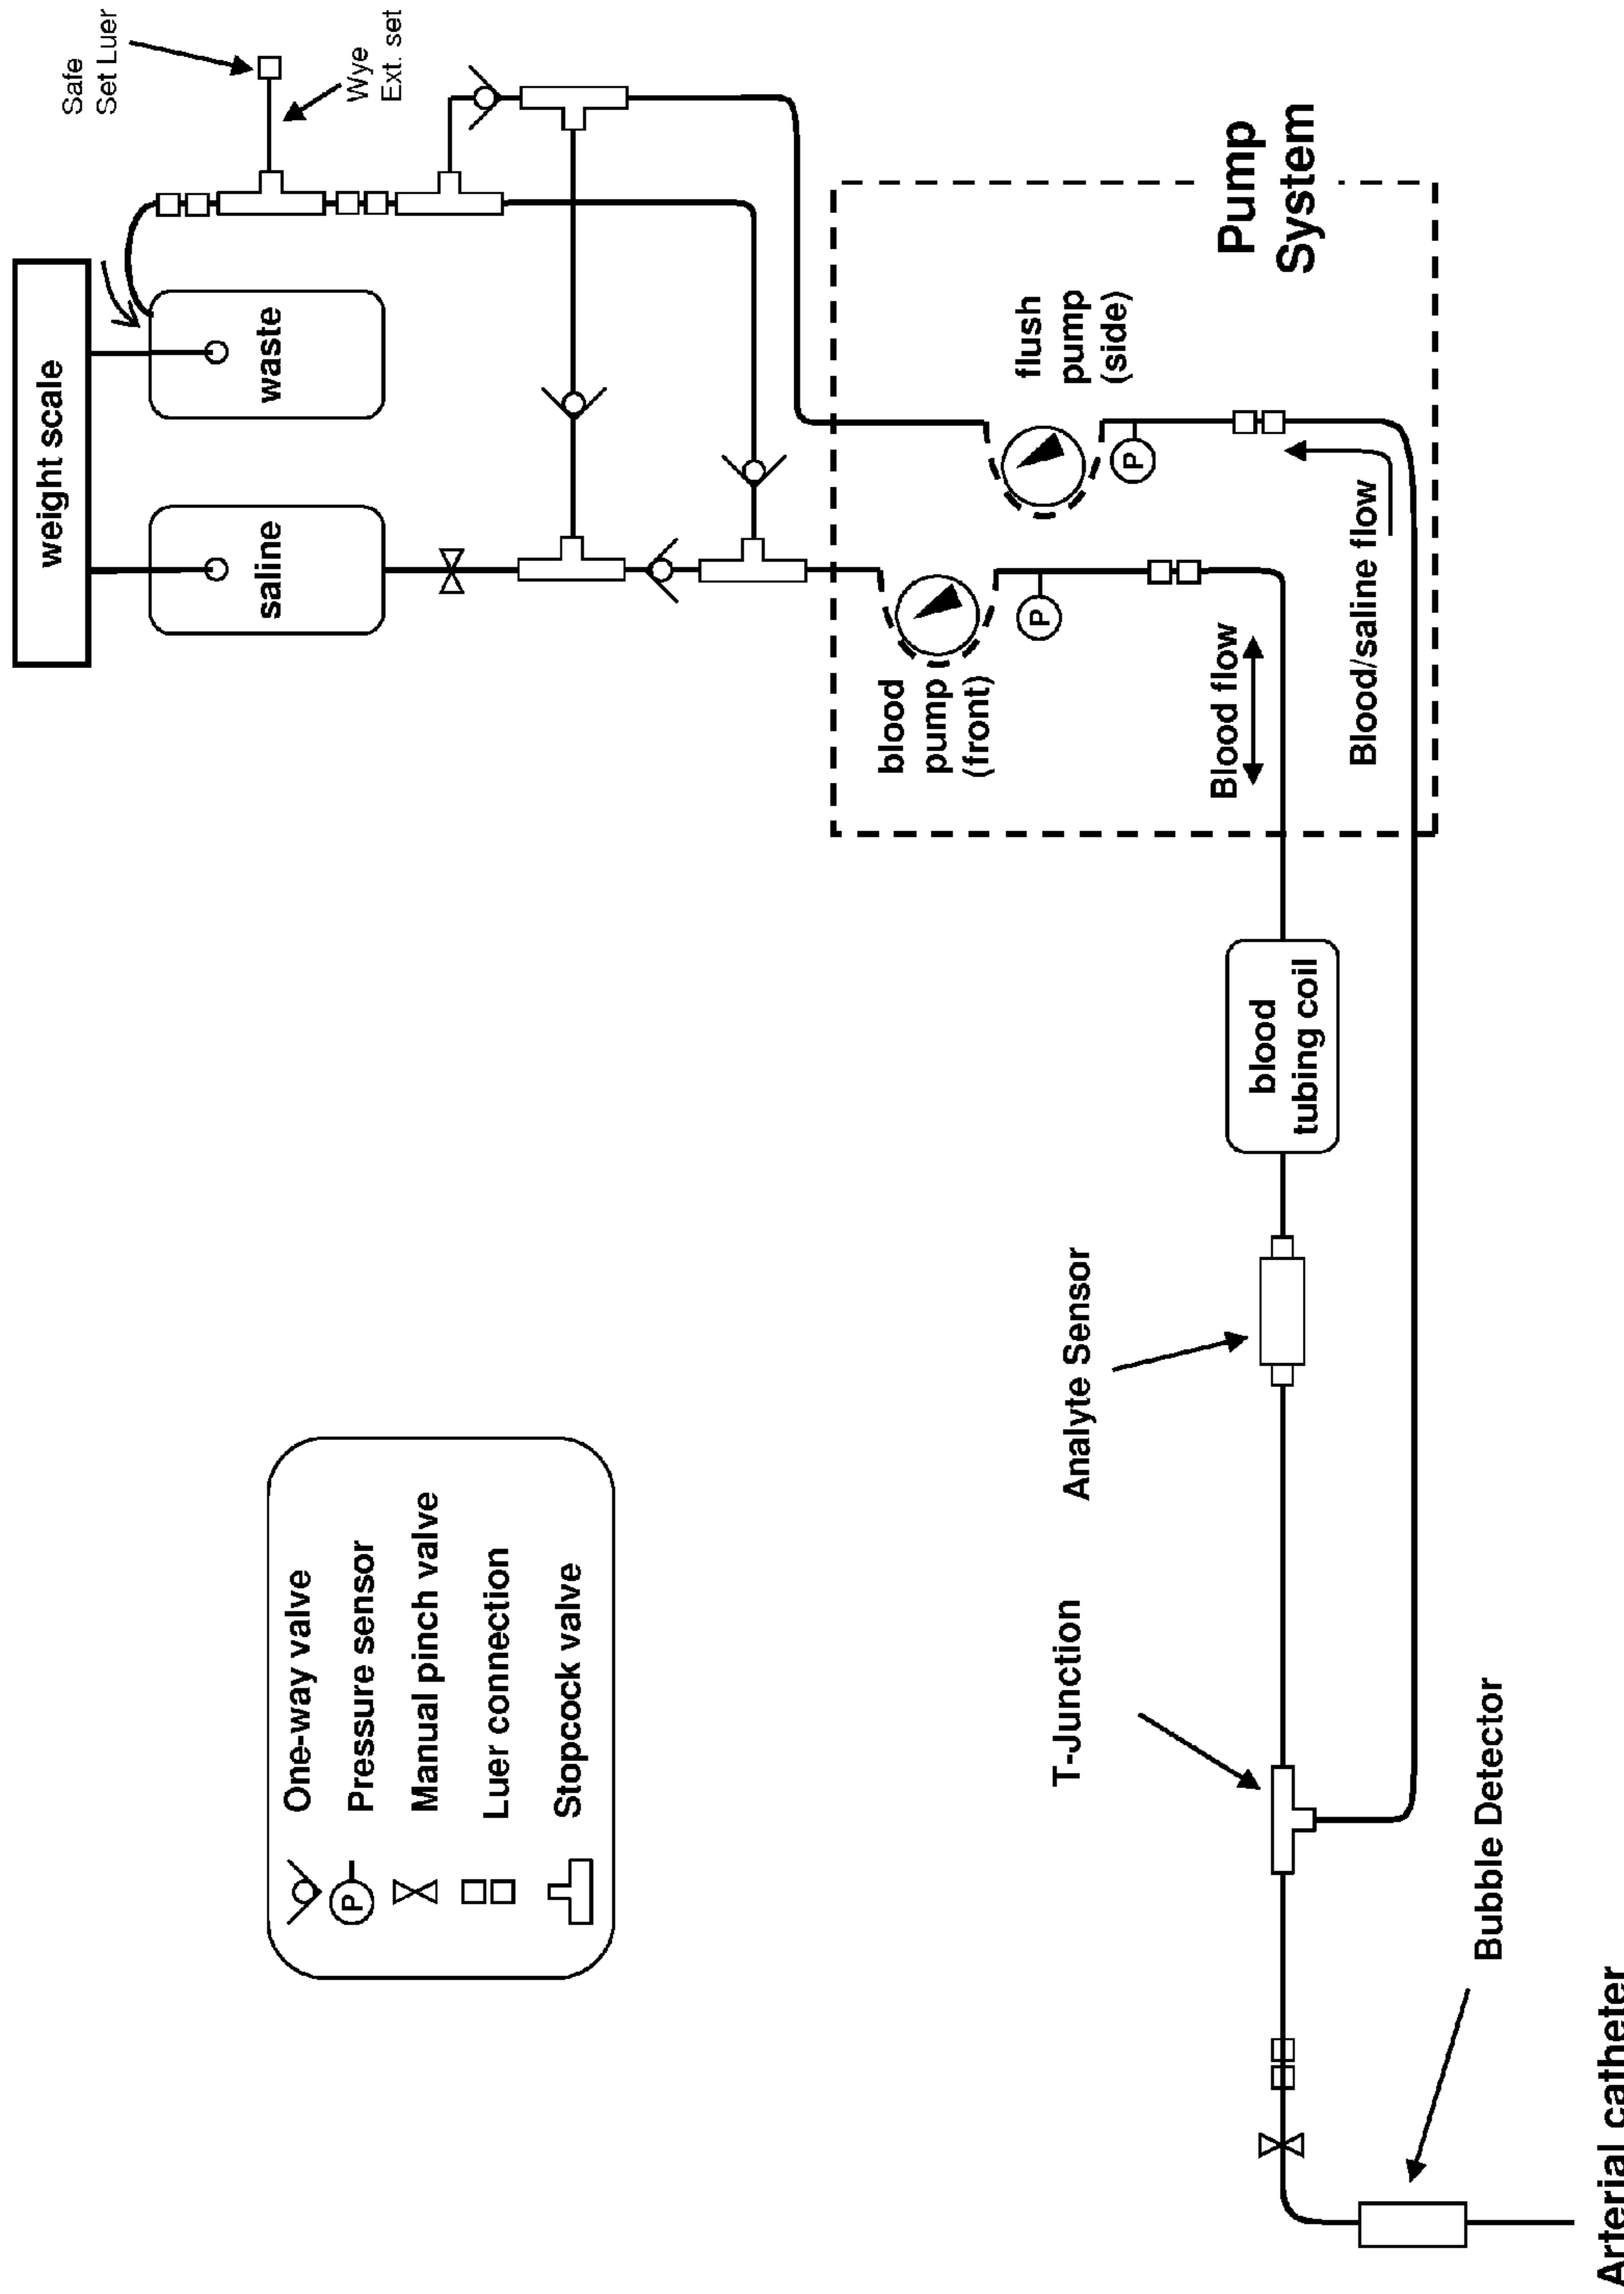 Safe
Set Luer
Wye
Ext. set
weight scale
waste
saline
Pump
System
flush
pump
(side)
P
blood
pump
(front)
P
Blood flow
Blood/saline flow
blood
tubing coil
Analyte Sensor
One-way valve
P Pressure sensor
Manual pinch valve
Luer connection
Stopcock valve
T-Junction
Bubble Detector
Arterial catheter